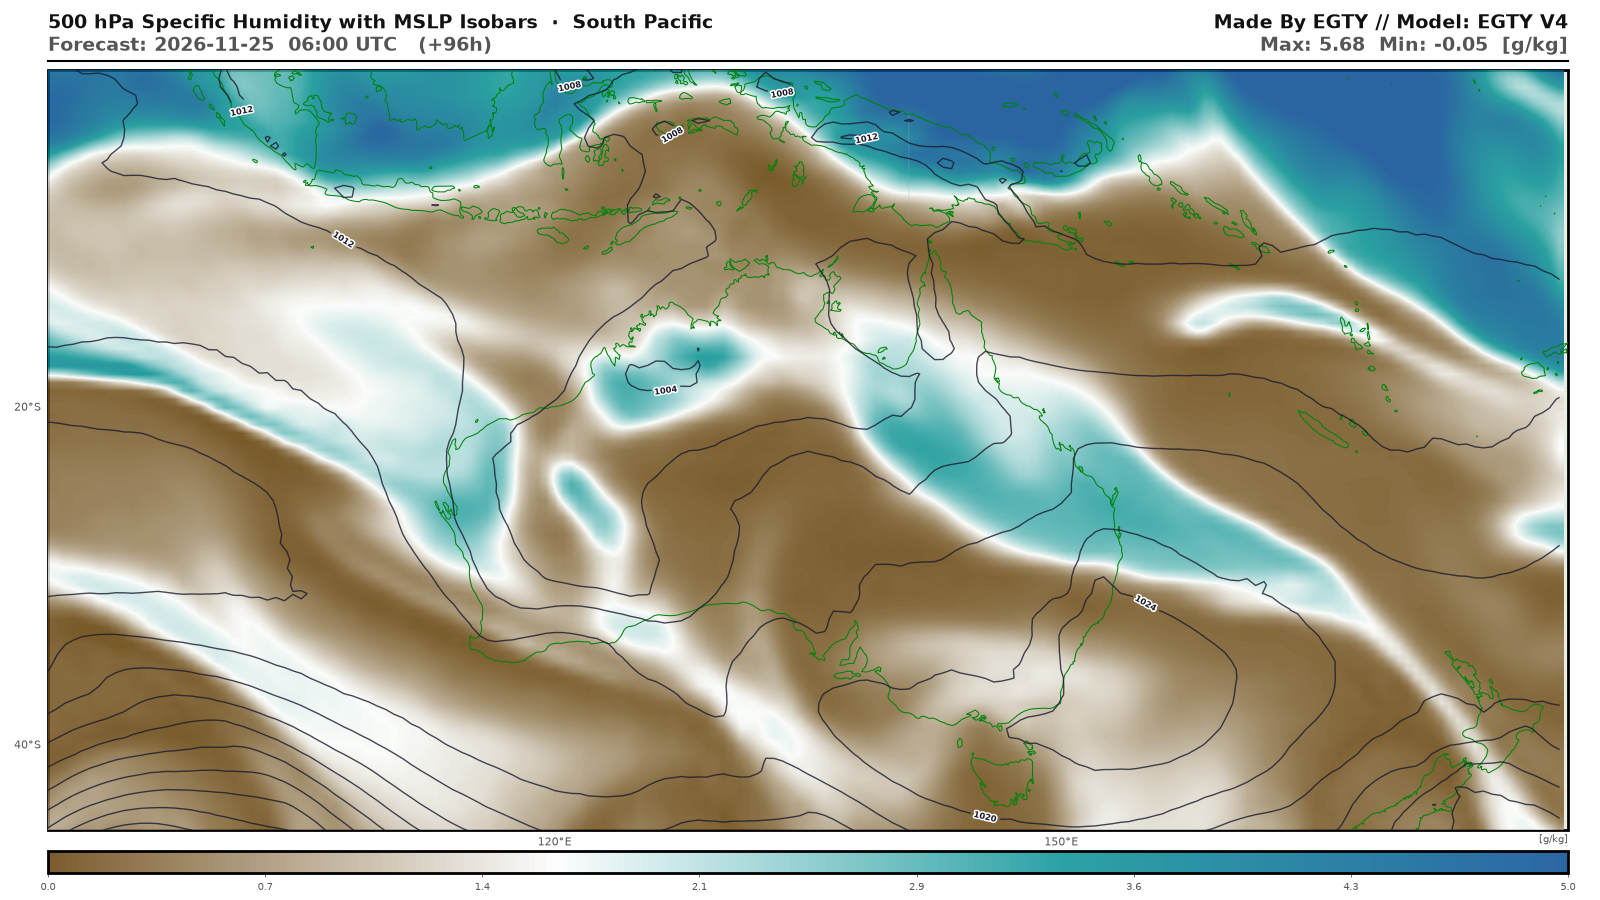 500 hPa Specific Humidity with MSLP Isobars · South Pacific
Made By EGTY // Model: EGTY V4
Forecast: 2026-11-25 06:00 UTC (+96h)
Max: 5.68 Min: -0.05 [g/kg]
1008
1008
1012
1008
1012
1012
20°S
1004
1024
40°S
1020
120°E
150°E
[g/kg]
0.0
0.7
1.4
2.1
2.9
3.6
4.3
5.0